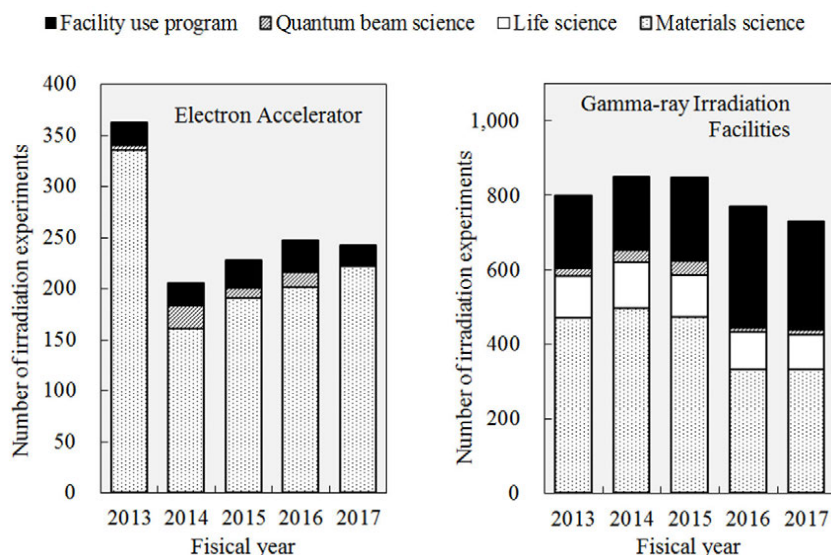 Facility use program Quantum beam science Life science Materials science
Electron Accelerator
Number of irradiation experiments
400
350
300
250
200
150
100
50
0
2013 2014 2015 2016 2017
Fisical year
Gamma-ray Irradiation
Facilities
Number of irradiation experiments
1,000
800
600
400
200
0
2013 2014 2015 2016 2017
Fisical year